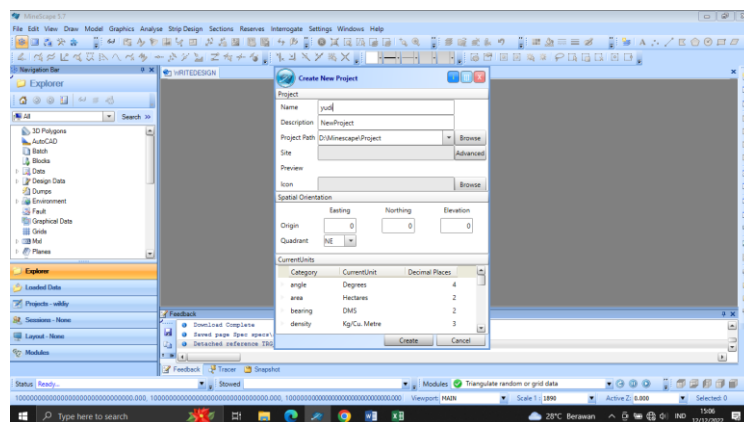 MineScape 5.7
File Edit View Draw Model Graphics Analyse Strip Design Sections Reserves Interrogate Settings Windows Help
Navigation Bar
WRITEDESIGN
Explorer
All
Search >>
3D Polygons
AutoCAD
Batch
Blocks
Data
Design Data
Dumps
Environment
Fault
Graphical Data
Grids
Mxl
Planes
Explorer
Loaded Data
Projects - wildiy
Sessions - None
Layout - None
Modules
Create New Project
Project
Name yudi
Description NewProject
Project Path D:\Minescape\Project Browse
Site Advanced
Preview
Icon Browse
Spatial Orientation
Easting Northing Elevation
Origin 0 0 0
Quadrant NE
CurrentUnits
Category CurrentUnit Decimal Places
angle Degrees 4
area Hectares 2
bearing DMS 2
density Kg/Cu. Metre 3
Create Cancel
Feedback
Download Complete
Saved page Spec specs\
Detached reference TRG
Feedback Tracer Snapshot
Status Ready... Stowed Modules Triangulate random or grid data
Viewport: MAIN Scale 1 : 1890 Active Z: 0.000 Selected: 0
Type here to search
28°C Berawan
IND
15:06
12/12/2022